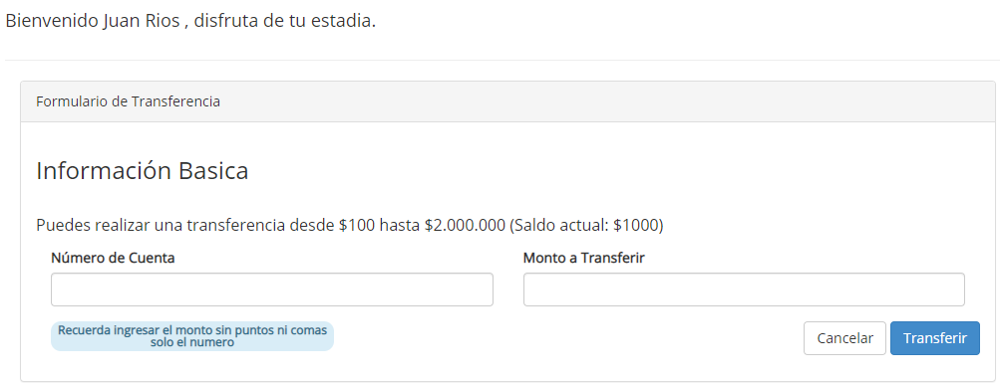 Bienvenido Juan Rios , disfruta de tu estadia.
Formulario de Transferencia
Información Basica
Puedes realizar una transferencia desde $100 hasta $2.000.000 (Saldo actual: $1000)
Número de Cuenta
Monto a Transferir
Recuerda ingresar el monto sin puntos ni comas
solo el numero
Cancelar
Transferir